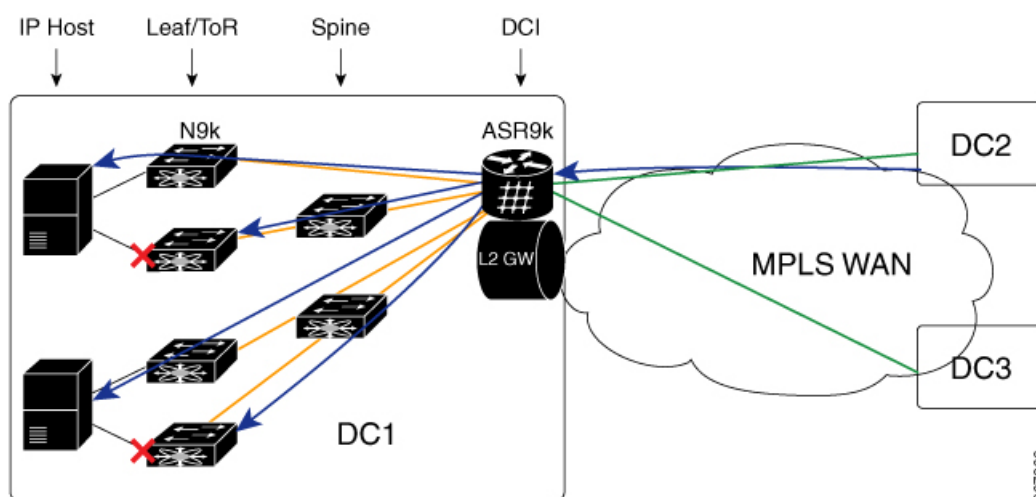 IP Host
Leaf/ToR
Spine
DCI
N9k
ASR9k
DC2
L2 GW
MPLS WAN
DC3
DC1